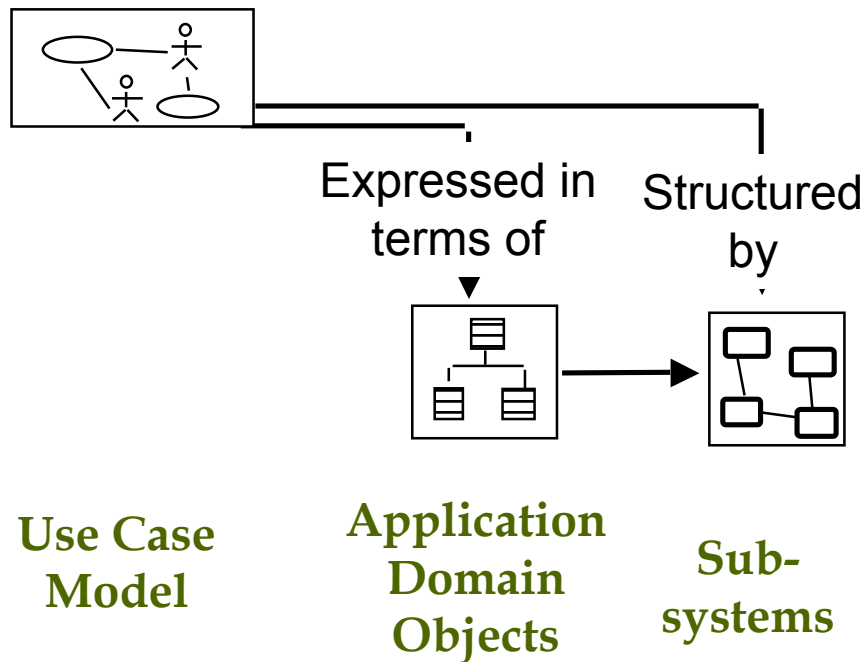 Expressed in
terms of
Structured
by
Use Case
Model
Application
Domain
Objects
Sub-
systems